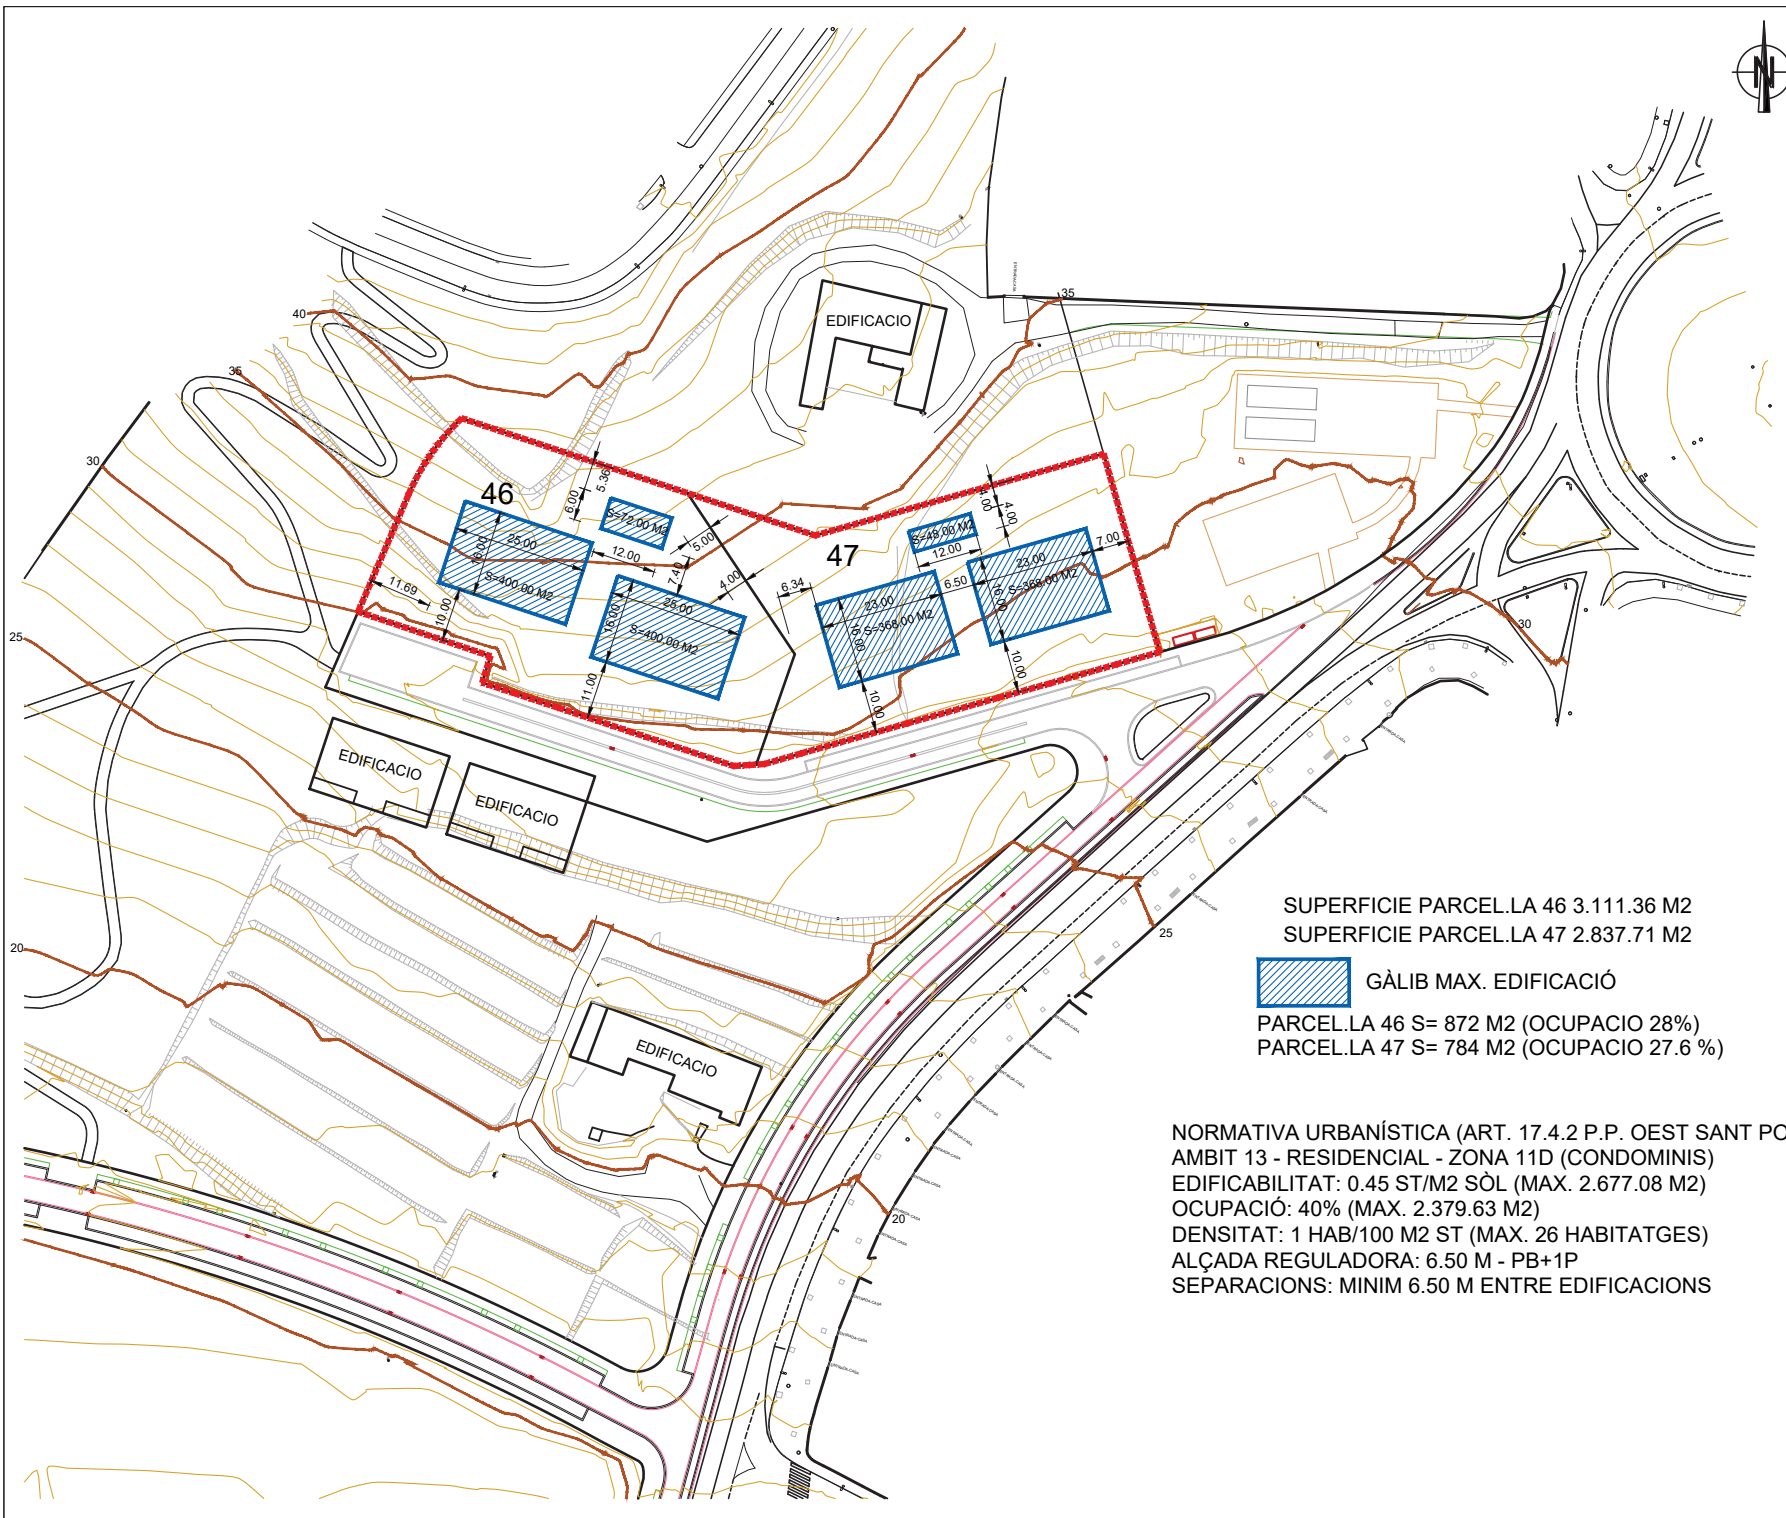 N
40
35
35
30
25
20
EDIFICACIO
46
47
5.36
6.00
S=72.00 M2
25.00
16.00
S=400.00 M2
12.00
5.00
7.40
4.00
11.69
10.00
25.00
16.00
S=400.00 M2
11.00
6.34
4.00
4.00
S=48.00 M2
12.00
23.00
7.00
6.50
16.00
S=368.00 M2
23.00
16.00
S=368.00 M2
10.00
10.00
30
EDIFICACIO
EDIFICACIO
EDIFICACIO
25
20
SUPERFICIE PARCEL.LA 46 3.111.36 M2
SUPERFICIE PARCEL.LA 47 2.837.71 M2
GÀLIB MAX. EDIFICACIÓ
PARCEL.LA 46 S= 872 M2 (OCUPACIO 28%)
PARCEL.LA 47 S= 784 M2 (OCUPACIO 27.6 %)
NORMATIVA URBANÍSTICA (ART. 17.4.2 P.P. OEST SANT PO
AMBIT 13 - RESIDENCIAL - ZONA 11D (CONDOMINIS)
EDIFICABILITAT: 0.45 ST/M2 SÒL (MAX. 2.677.08 M2)
OCUPACIÓ: 40% (MAX. 2.379.63 M2)
DENSITAT: 1 HAB/100 M2 ST (MAX. 26 HABITATGES)
ALÇADA REGULADORA: 6.50 M - PB+1P
SEPARACIONS: MINIM 6.50 M ENTRE EDIFICACIONS